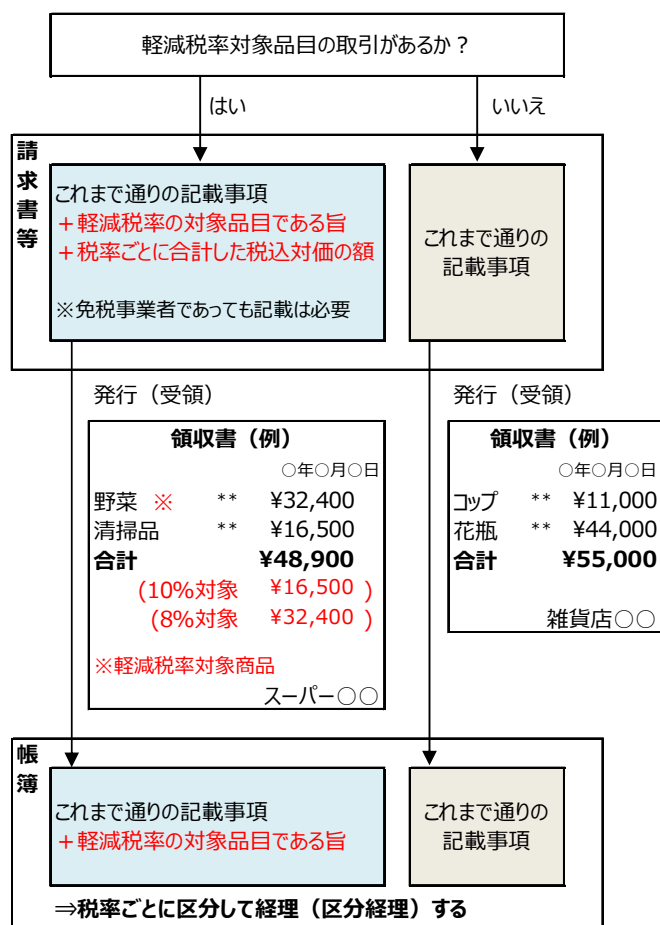 軽減税率対象品目の取引があるか？
はい
いいえ
請求書等
これまで通りの記載事項
＋軽減税率の対象品目である旨
＋税率ごとに合計した税込対価の額
※免税事業者であっても記載は必要
これまで通りの
記載事項
発行（受領）
領収書（例）
○年○月○日
野菜 ※ ** ¥32,400
清掃品 ** ¥16,500
合計 ¥48,900
(10%対象 ¥16,500 )
(8%対象 ¥32,400 )
※軽減税率対象商品
スーパー○○
発行（受領）
領収書（例）
○年○月○日
コップ ** ¥11,000
花瓶 ** ¥44,000
合計 ¥55,000
雑貨店○○
帳簿
これまで通りの記載事項
＋軽減税率の対象品目である旨
これまで通りの
記載事項
⇒税率ごとに区分して経理（区分経理）する